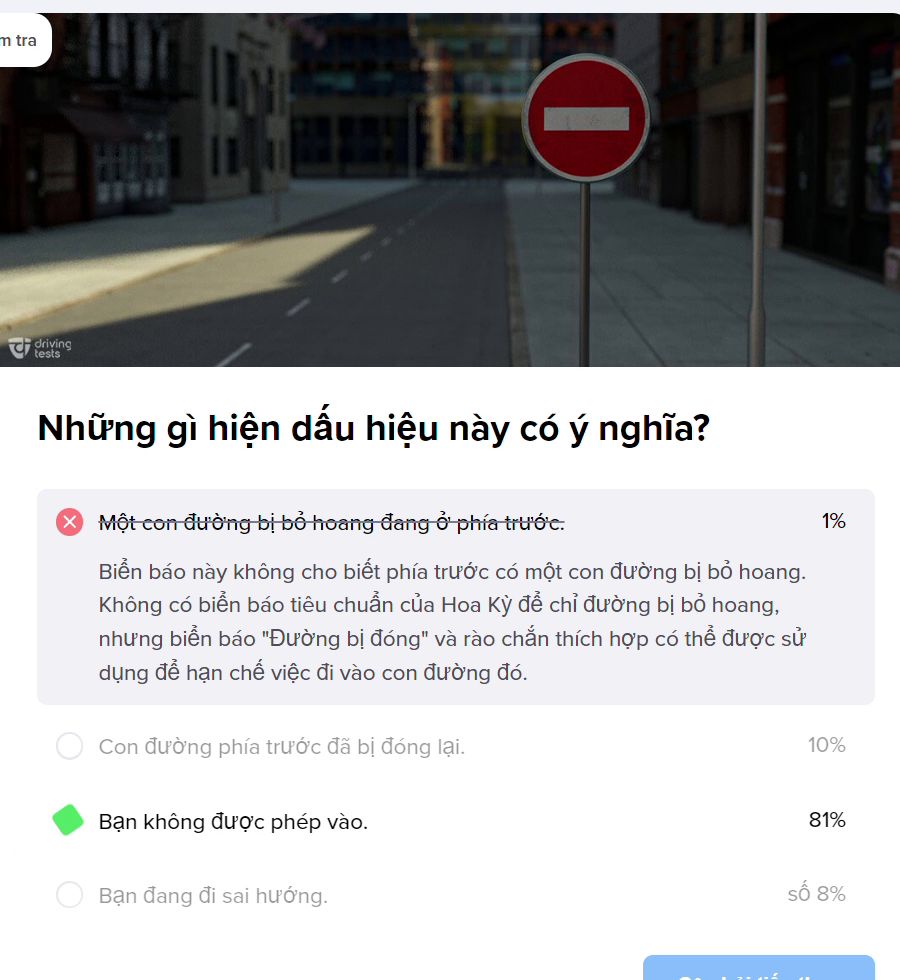 m tra
driving
tests
Những gì hiện dấu hiệu này có ý nghĩa?
Một con đường bị bỏ hoang đang ở phía trước.
1%
Biển báo này không cho biết phía trước có một con đường bị bỏ hoang.
Không có biển báo tiêu chuẩn của Hoa Kỳ để chỉ đường bị bỏ hoang,
nhưng biển báo "Đường bị đóng" và rào chắn thích hợp có thể được sử
dụng để hạn chế việc đi vào con đường đó.
Con đường phía trước đã bị đóng lại.
10%
Bạn không được phép vào.
81%
Bạn đang đi sai hướng.
số 8%